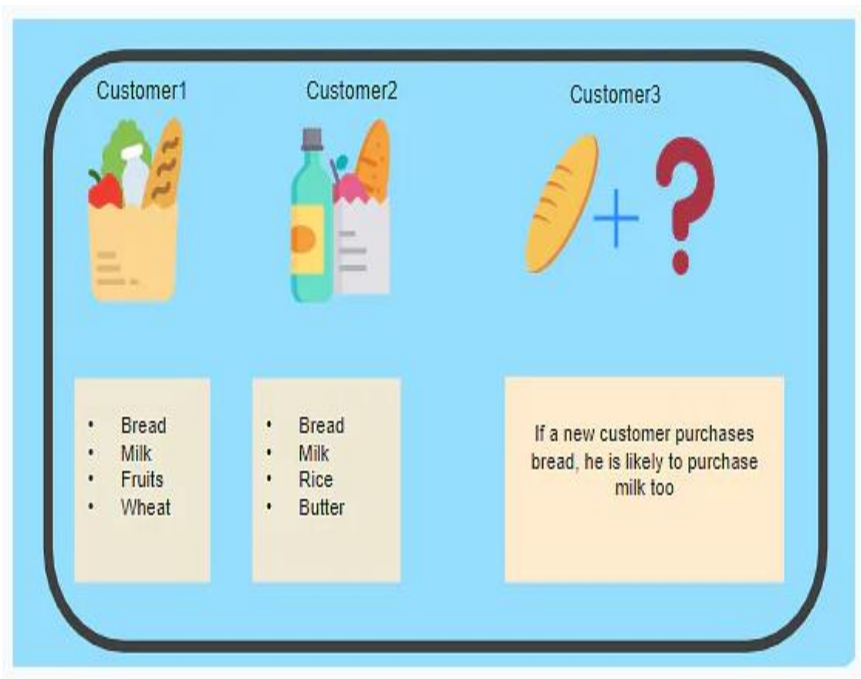 Customer1
Customer2
Customer3
• Bread
• Milk
• Fruits
• Wheat
• Bread
• Milk
• Rice
• Butter
If a new customer purchases
bread, he is likely to purchase
milk too